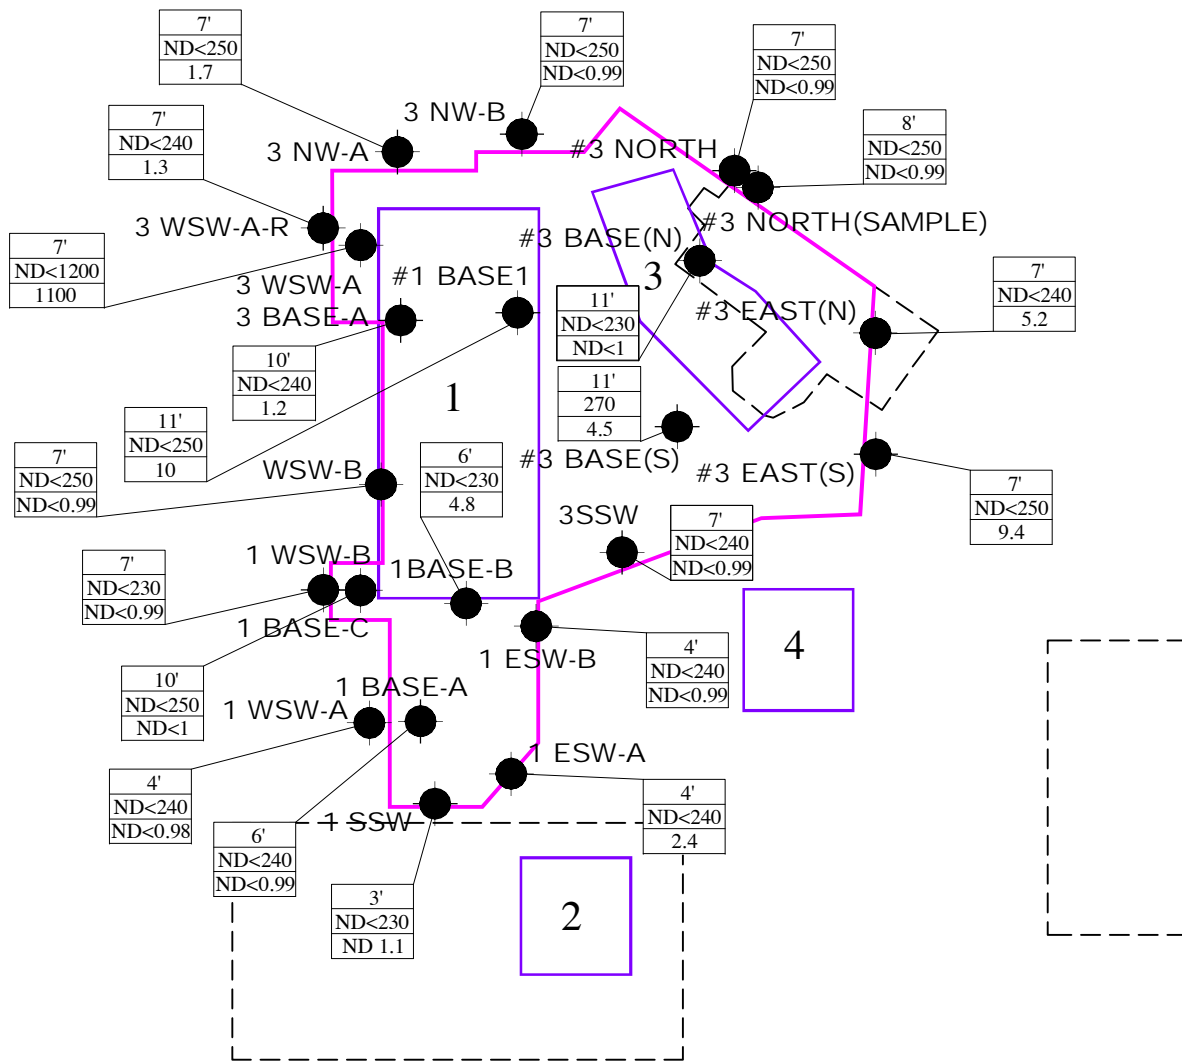 7'
ND<250
1.7
7'
ND<250
ND<0.99
7'
ND<250
ND<0.99
7'
ND<240
1.3
8'
ND<250
ND<0.99
3 NW-B
3 NW-A
#3 NORTH
3 WSW-A-R
#3 NORTH(SAMPLE)
7'
ND<1200
1100
#3 BASE(N)
3
3 WSW-A
#1 BASE1
7'
ND<240
5.2
3 BASE-A
11'
ND<230
ND<1
#3 EAST(N)
10'
ND<240
1.2
11'
270
4.5
1
11'
ND<250
10
7'
ND<250
ND<0.99
WSW-B
6'
ND<230
4.8
#3 BASE(S)
#3 EAST(S)
7'
ND<250
9.4
3SSW
7'
ND<240
ND<0.99
1 WSW-B
1BASE-B
7'
ND<230
ND<0.99
1 BASE-C
1 ESW-B
4'
ND<240
ND<0.99
4
10'
ND<250
ND<1
1 BASE-A
1 WSW-A
1 ESW-A
4'
ND<240
ND<0.98
4'
ND<240
2.4
1 SSW
6'
ND<240
ND<0.99
3'
ND<230
ND 1.1
2